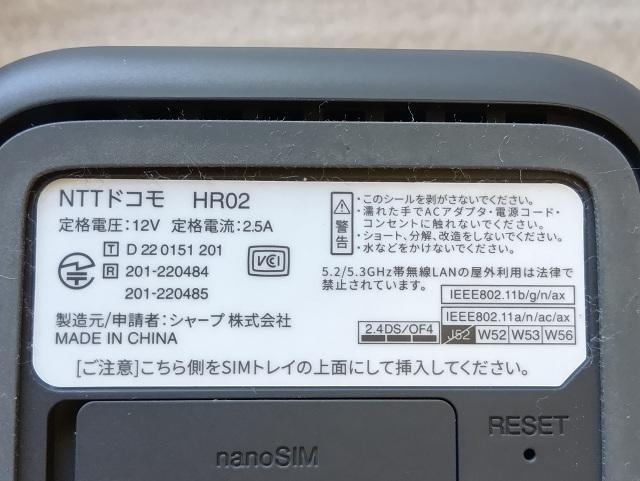 NTTドコモ HR02
定格電圧:12V 定格電流:2.5A
T D 22 0151 201
R 201-220484
201-220485
VCI
製造元/申請者:シャープ株式会社
MADE IN CHINA
警告
・このシールを剥がさないでください。
・濡れた手でACアダプタ・電源コード・
コンセントに触れないでください。
・ショート、分解、改造をしないでください。
・水などをかけないでください。
5.2/5.3GHz帯無線LANの屋外利用は法律で
禁止されています。
IEEE802.11b/g/n/ax
IEEE802.11a/n/ac/ax
2.4DS/OF4
J52 W52 W53 W56
[ご注意]こちら側をSIMトレイの上面にして挿入してください。
RESET
nanoSIM